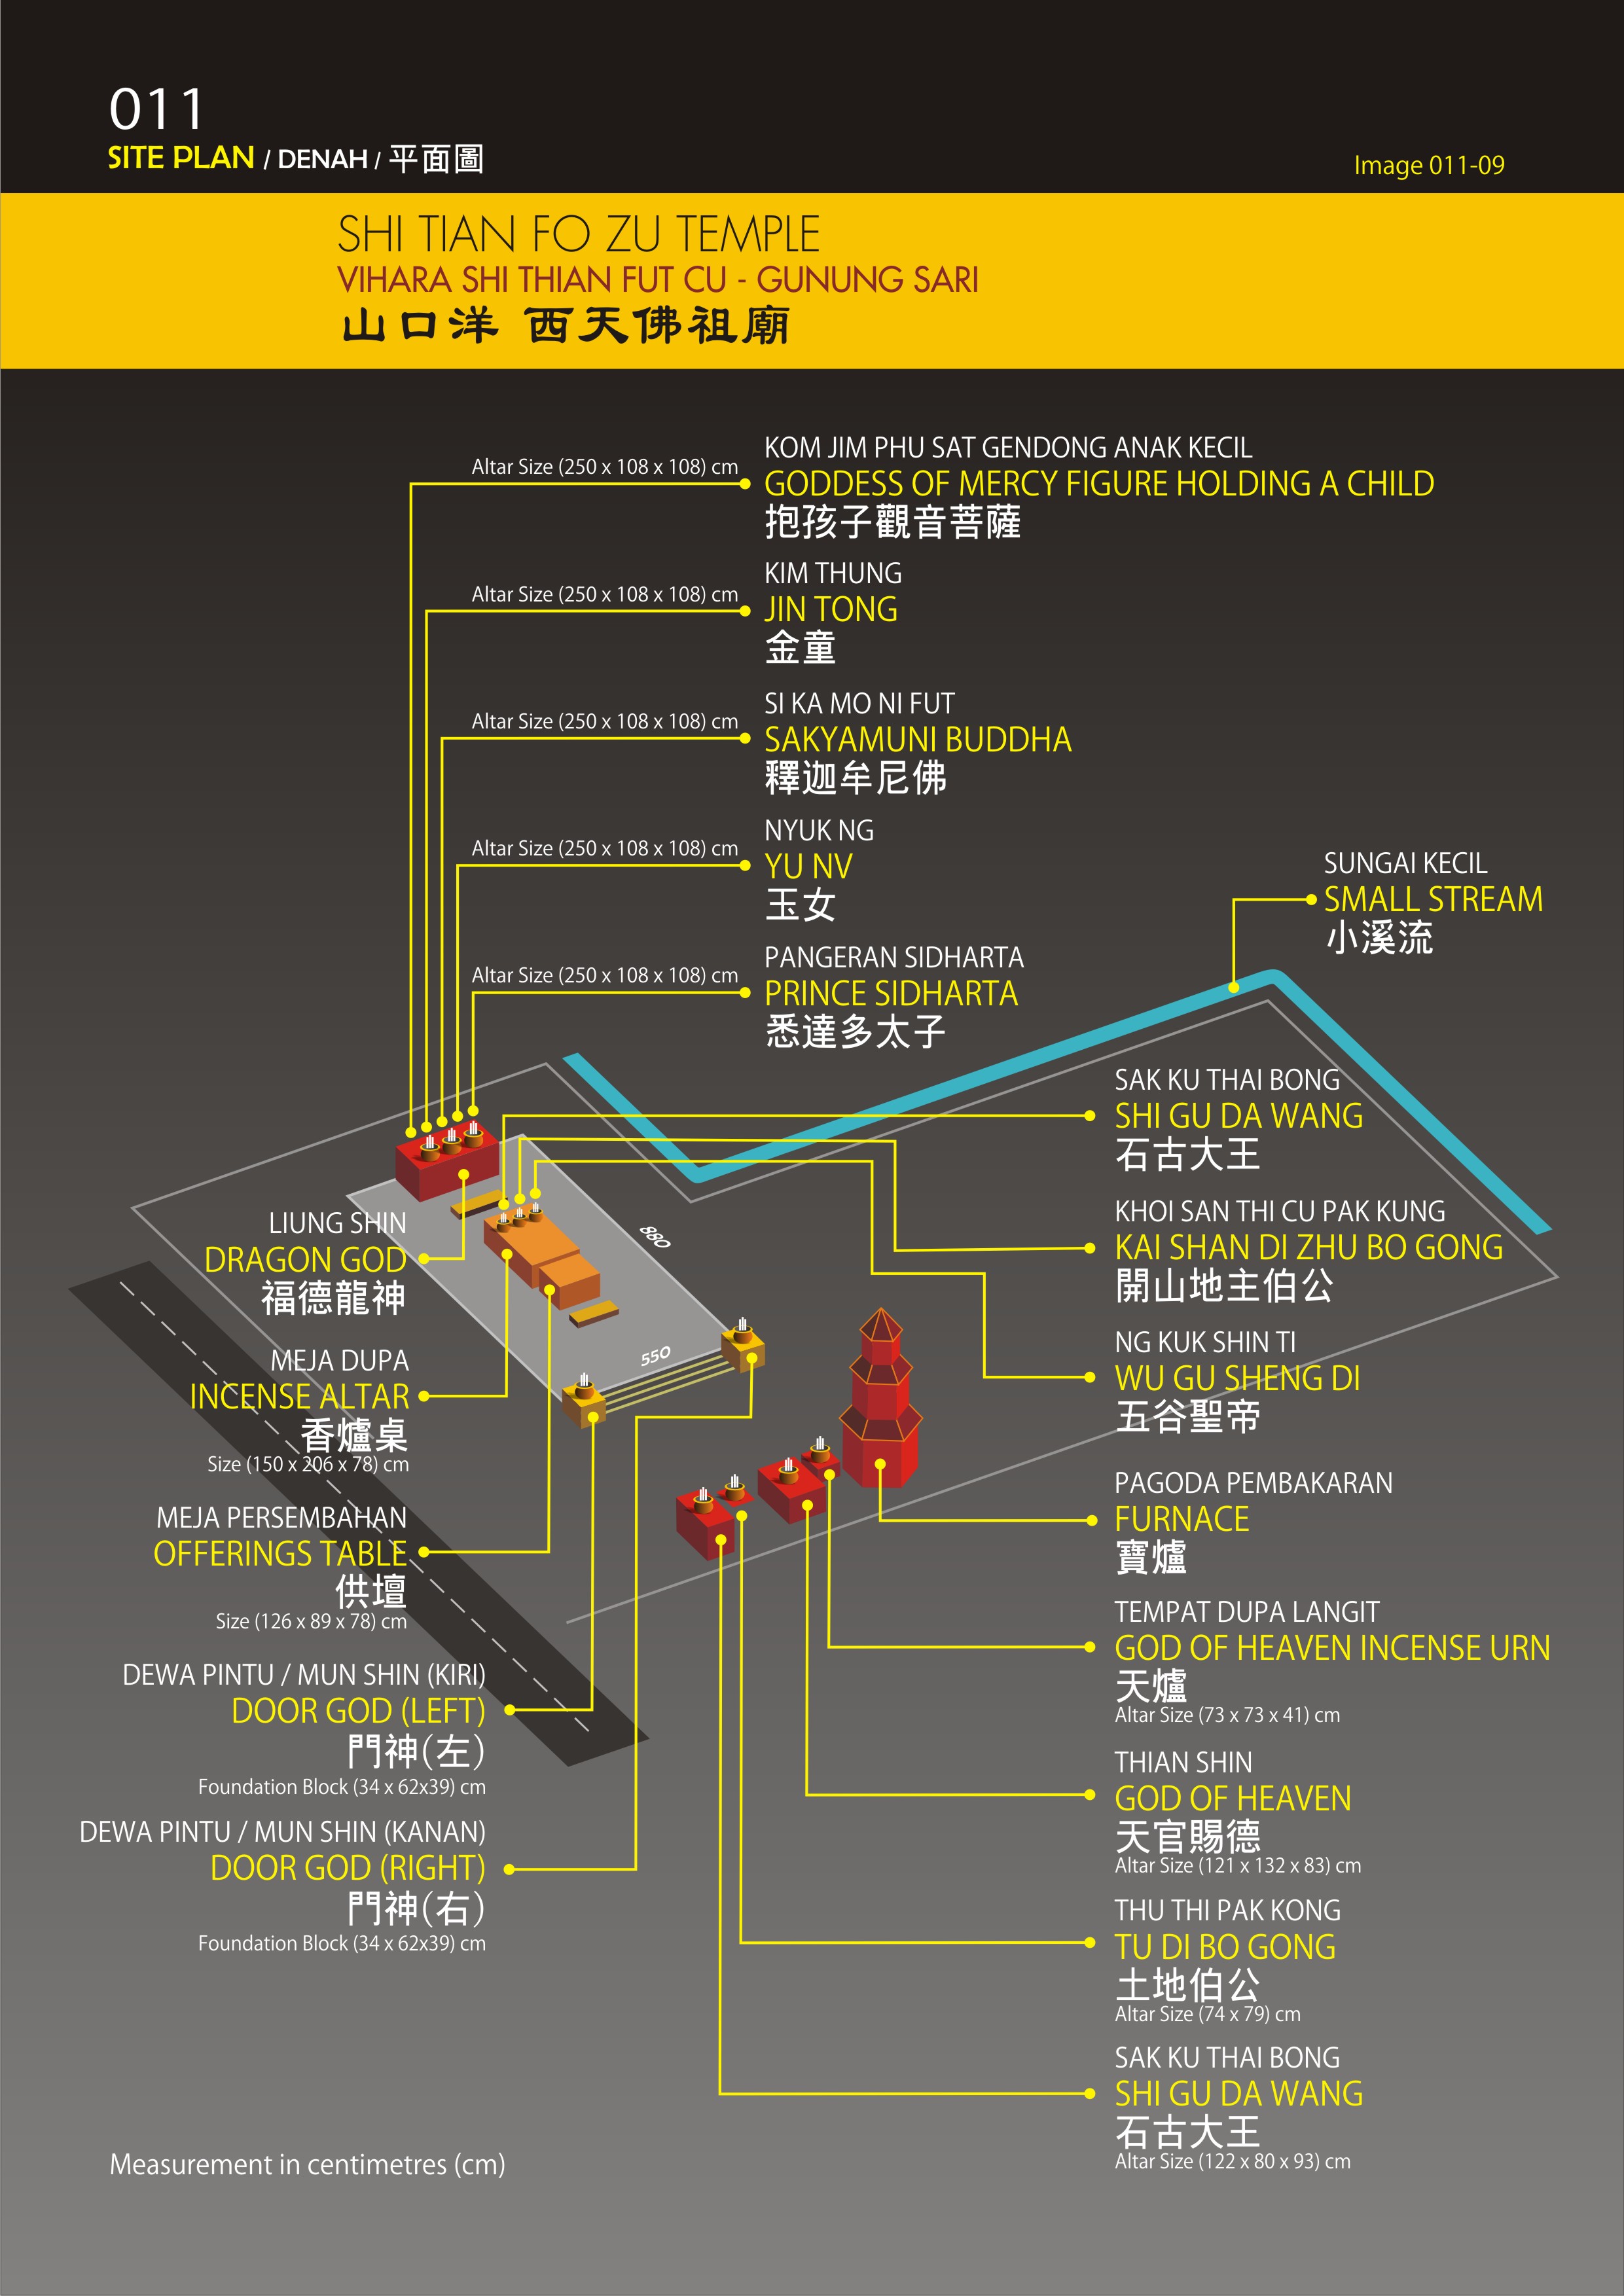 011
SITE PLAN / DENAH / 平面圖
Image 011-09
SHI TIAN FO ZU TEMPLE
VIHARA SHI THIAN FUT CU - GUNUNG SARI
山口洋 西天佛祖廟
Altar Size (250 x 108 x 108) cm
KOM JIM PHU SAT GENDONG ANAK KECIL
GODDESS OF MERCY FIGURE HOLDING A CHILD
抱孩子觀音菩薩
Altar Size (250 x 108 x 108) cm
KIM THUNG
JIN TONG
金童
Altar Size (250 x 108 x 108) cm
SI KA MO NI FUT
SAKYAMUNI BUDDHA
釋迦牟尼佛
Altar Size (250 x 108 x 108) cm
NYUK NG
YU NV
玉女
Altar Size (250 x 108 x 108) cm
PANGERAN SIDHARTA
PRINCE SIDHARTA
悉達多太子
SUNGAI KECIL
SMALL STREAM
小溪流
SAK KU THAI BONG
SHI GU DA WANG
石古大王
KHOI SAN THI CU PAK KUNG
KAI SHAN DI ZHU BO GONG
開山地主伯公
NG KUK SHIN TI
WU GU SHENG DI
五谷聖帝
PAGODA PEMBAKARAN
FURNACE
寶爐
TEMPAT DUPA LANGIT
GOD OF HEAVEN INCENSE URN
天爐
Altar Size (73 x 73 x 41) cm
THIAN SHIN
GOD OF HEAVEN
天官賜德
Altar Size (121 x 132 x 83) cm
THU THI PAK KONG
TU DI BO GONG
土地伯公
Altar Size (74 x 79) cm
SAK KU THAI BONG
SHI GU DA WANG
石古大王
Altar Size (122 x 80 x 93) cm
880
550
LIUNG SHIN
DRAGON GOD
福德龍神
MEJA DUPA
INCENSE ALTAR
香爐桌
Size (150 x 206 x 78) cm
MEJA PERSEMBAHAN
OFFERINGS TABLE
供壇
Size (126 x 89 x 78) cm
DEWA PINTU / MUN SHIN (KIRI)
DOOR GOD (LEFT)
門神(左)
Foundation Block (34 x 62x39) cm
DEWA PINTU / MUN SHIN (KANAN)
DOOR GOD (RIGHT)
門神(右)
Foundation Block (34 x 62x39) cm
Measurement in centimetres (cm)